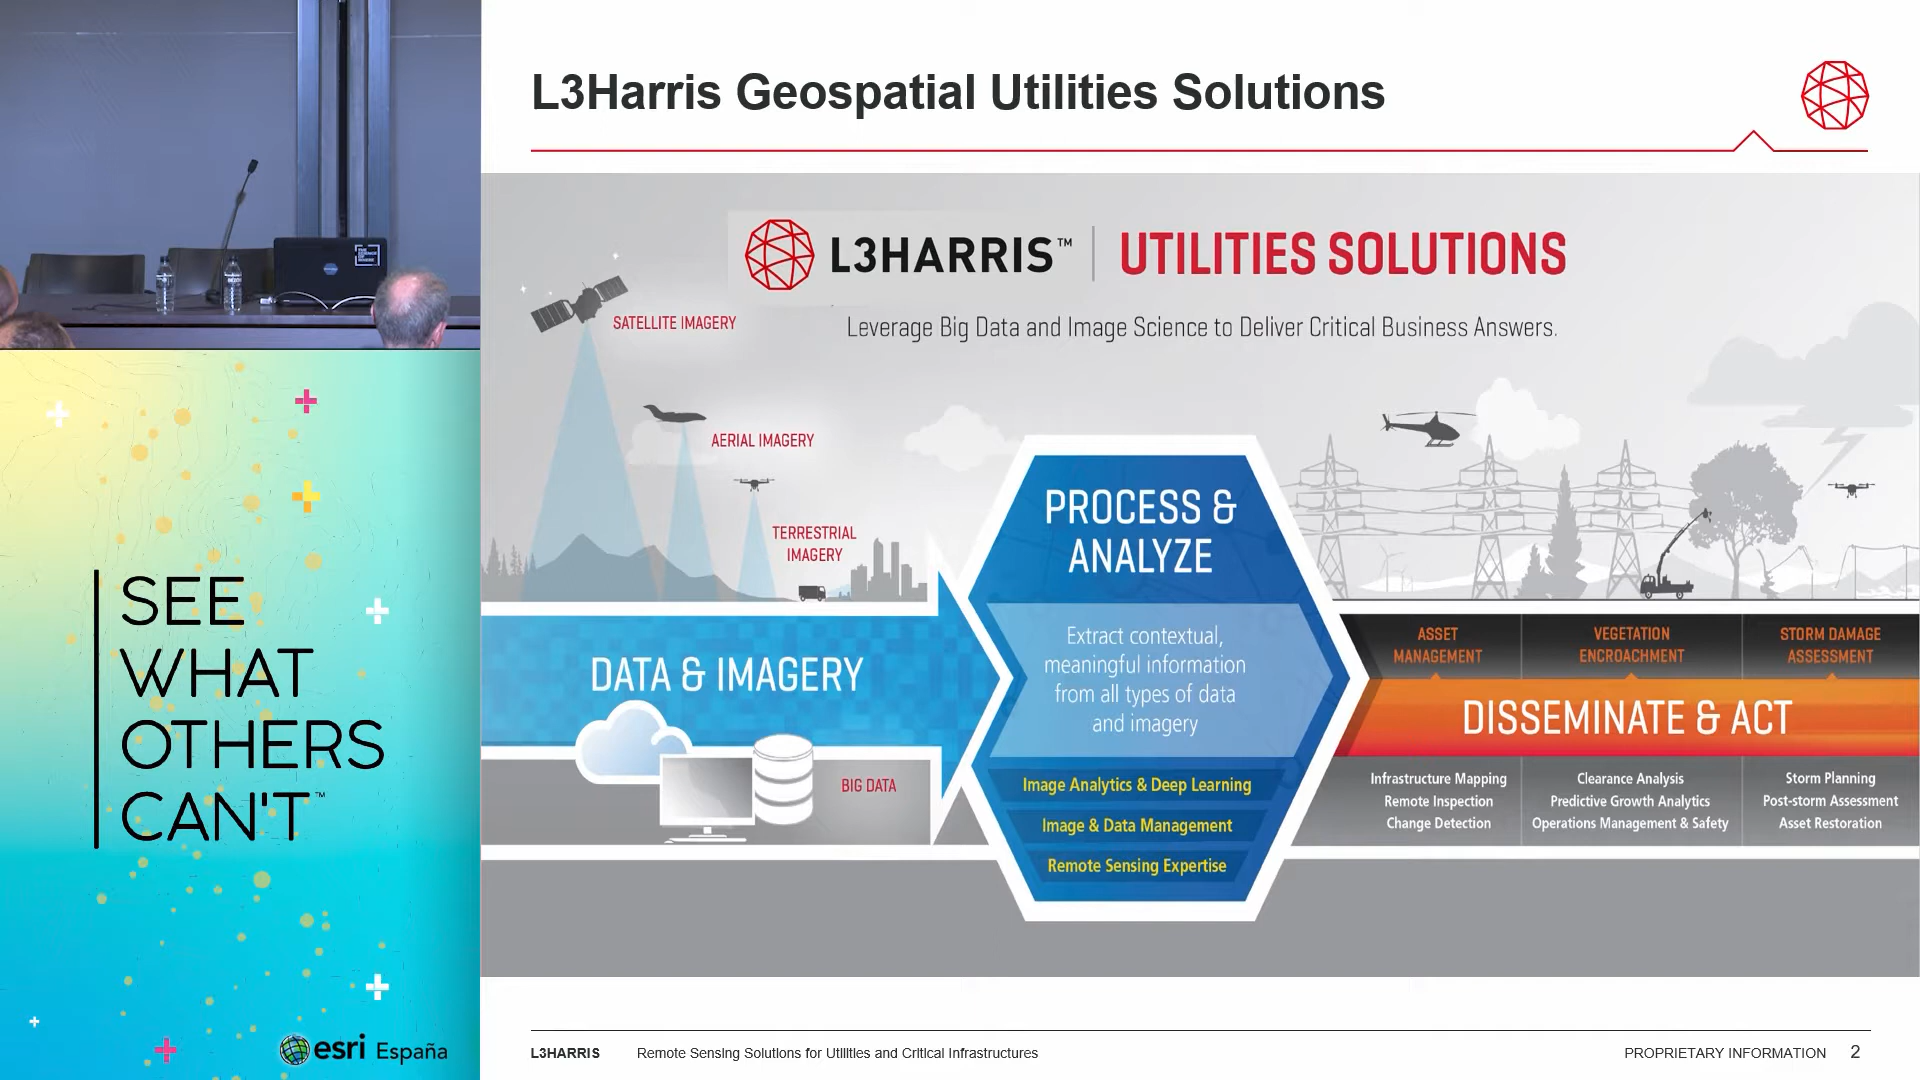 L3Harris Geospatial Utilities Solutions
L3HARRIS™ UTILITIES SOLUTIONS
Leverage Big Data and Image Science to Deliver Critical Business Answers.
SATELLITE IMAGERY
AERIAL IMAGERY
TERRESTRIAL
IMAGERY
DATA & IMAGERY
BIG DATA
PROCESS &
ANALYZE
Extract contextual,
meaningful information
from all types of data
and imagery
Image Analytics & Deep Learning
Image & Data Management
Remote Sensing Expertise
ASSET
MANAGEMENT
VEGETATION
ENCROACHMENT
STORM DAMAGE
ASSESSMENT
DISSEMINATE & ACT
Infrastructure Mapping
Remote Inspection
Change Detection
Clearance Analysis
Predictive Growth Analytics
Operations Management & Safety
Storm Planning
Post-storm Assessment
Asset Restoration
SEE
WHAT
OTHERS
CAN'T™
esri España
L3HARRIS Remote Sensing Solutions for Utilities and Critical Infrastructures
PROPRIETARY INFORMATION 2